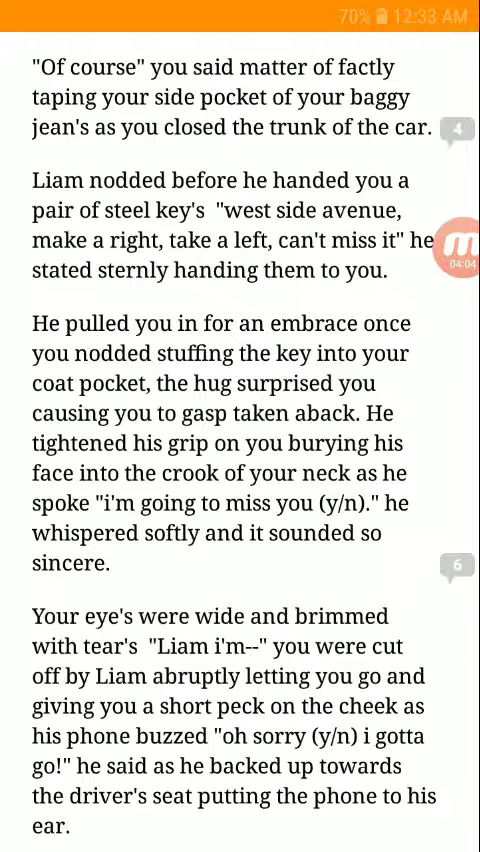 70% 12:33 AM
"Of course" you said matter of factly
taping your side pocket of your baggy
jean's as you closed the trunk of the car.
4
Liam nodded before he handed you a
pair of steel key's "west side avenue,
make a right, take a left, can't miss it" he
stated sternly handing them to you.
04:04
He pulled you in for an embrace once
you nodded stuffing the key into your
coat pocket, the hug surprised you
causing you to gasp taken aback. He
tightened his grip on you burying his
face into the crook of your neck as he
spoke "i'm going to miss you (y/n)." he
whispered softly and it sounded so
sincere.
6
Your eye's were wide and brimmed
with tear's "Liam i'm--" you were cut
off by Liam abruptly letting you go and
giving you a short peck on the cheek as
his phone buzzed "oh sorry (y/n) i gotta
go!" he said as he backed up towards
the driver's seat putting the phone to his
ear.